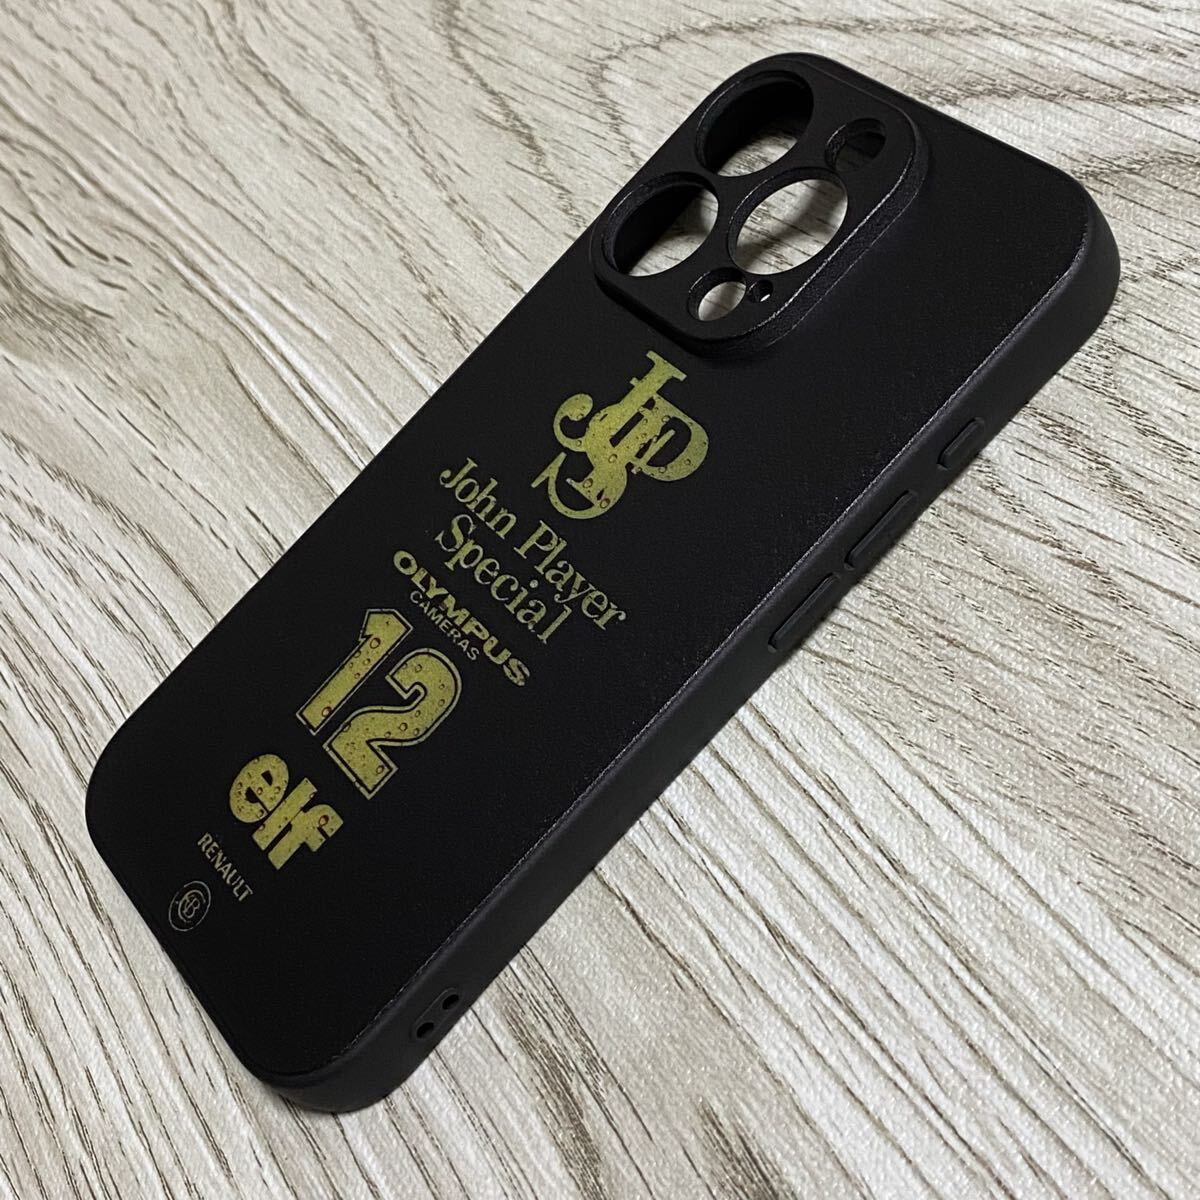 JPS
John Player
Special
OLYMPUS
CAMERAS
12
elf
RENAULT